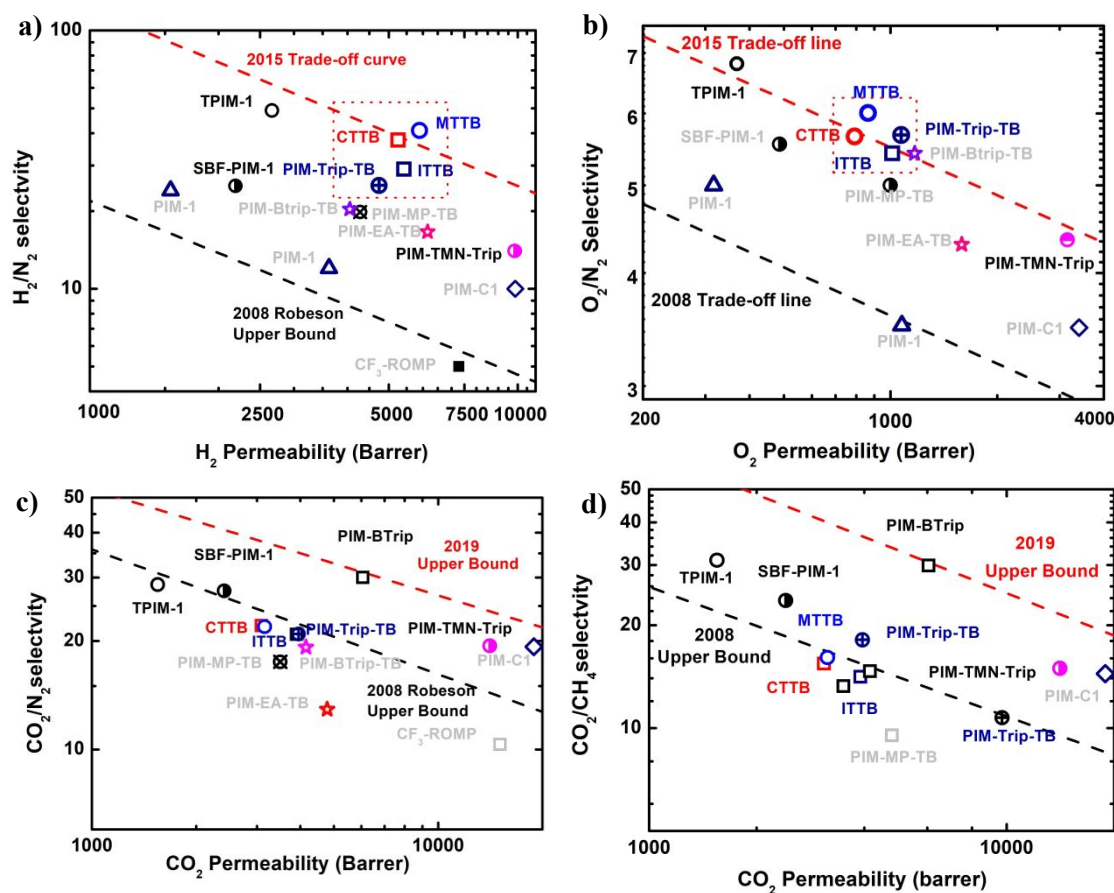 a)
100
2015 Trade-off curve
TPIM-1
MTTB
CTTB
SBF-PIM-1
PIM-Trip-TB
ITTB
PIM-1
PIM-Btrip-TB
PIM-MP-TB
PIM-EA-TB
PIM-1
PIM-TMN-Trip
10
PIM-C1
2008 Robeson
Upper Bound
CF3-ROMP
H2/N2 selectivity
1000
2500
5000
7500
10000
H2 Permeability (Barrer)
b)
7
2015 Trade-off line
TPIM-1
MTTB
6
SBF-PIM-1
CTTB
PIM-Trip-TB
ITTB
PIM-Btrip-TB
5
PIM-1
PIM-MP-TB
PIM-EA-TB
PIM-TMN-Trip
4
2008 Trade-off line
PIM-1
PIM-C1
3
O2/N2 Selectivity
200
1000
4000
O2 Permeability (Barrer)
c)
50
40
PIM-BTrip
2019
Upper Bound
SBF-PIM-1
30
TPIM-1
CTTB
ITTB
PIM-Trip-TB
PIM-TMN-Trip
20
PIM-MP-TB
PIM-BTrip-TB
PIM-C1
PIM-EA-TB
2008 Robeson
Upper Bound
CF3-ROMP
10
CO2/N2 selectvity
1000
10000
CO2 Permeability (Barrer)
d)
50
40
PIM-BTrip
2019
Upper Bound
TPIM-1
SBF-PIM-1
30
2008
Upper Bound
MTTB
PIM-Trip-TB
20
CTTB
ITTB
PIM-TMN-Trip
PIM-C1
10
PIM-MP-TB
PIM-Trip-TB
CO2/CH4 selectvity
1000
10000
CO2 Permeability (barrer)